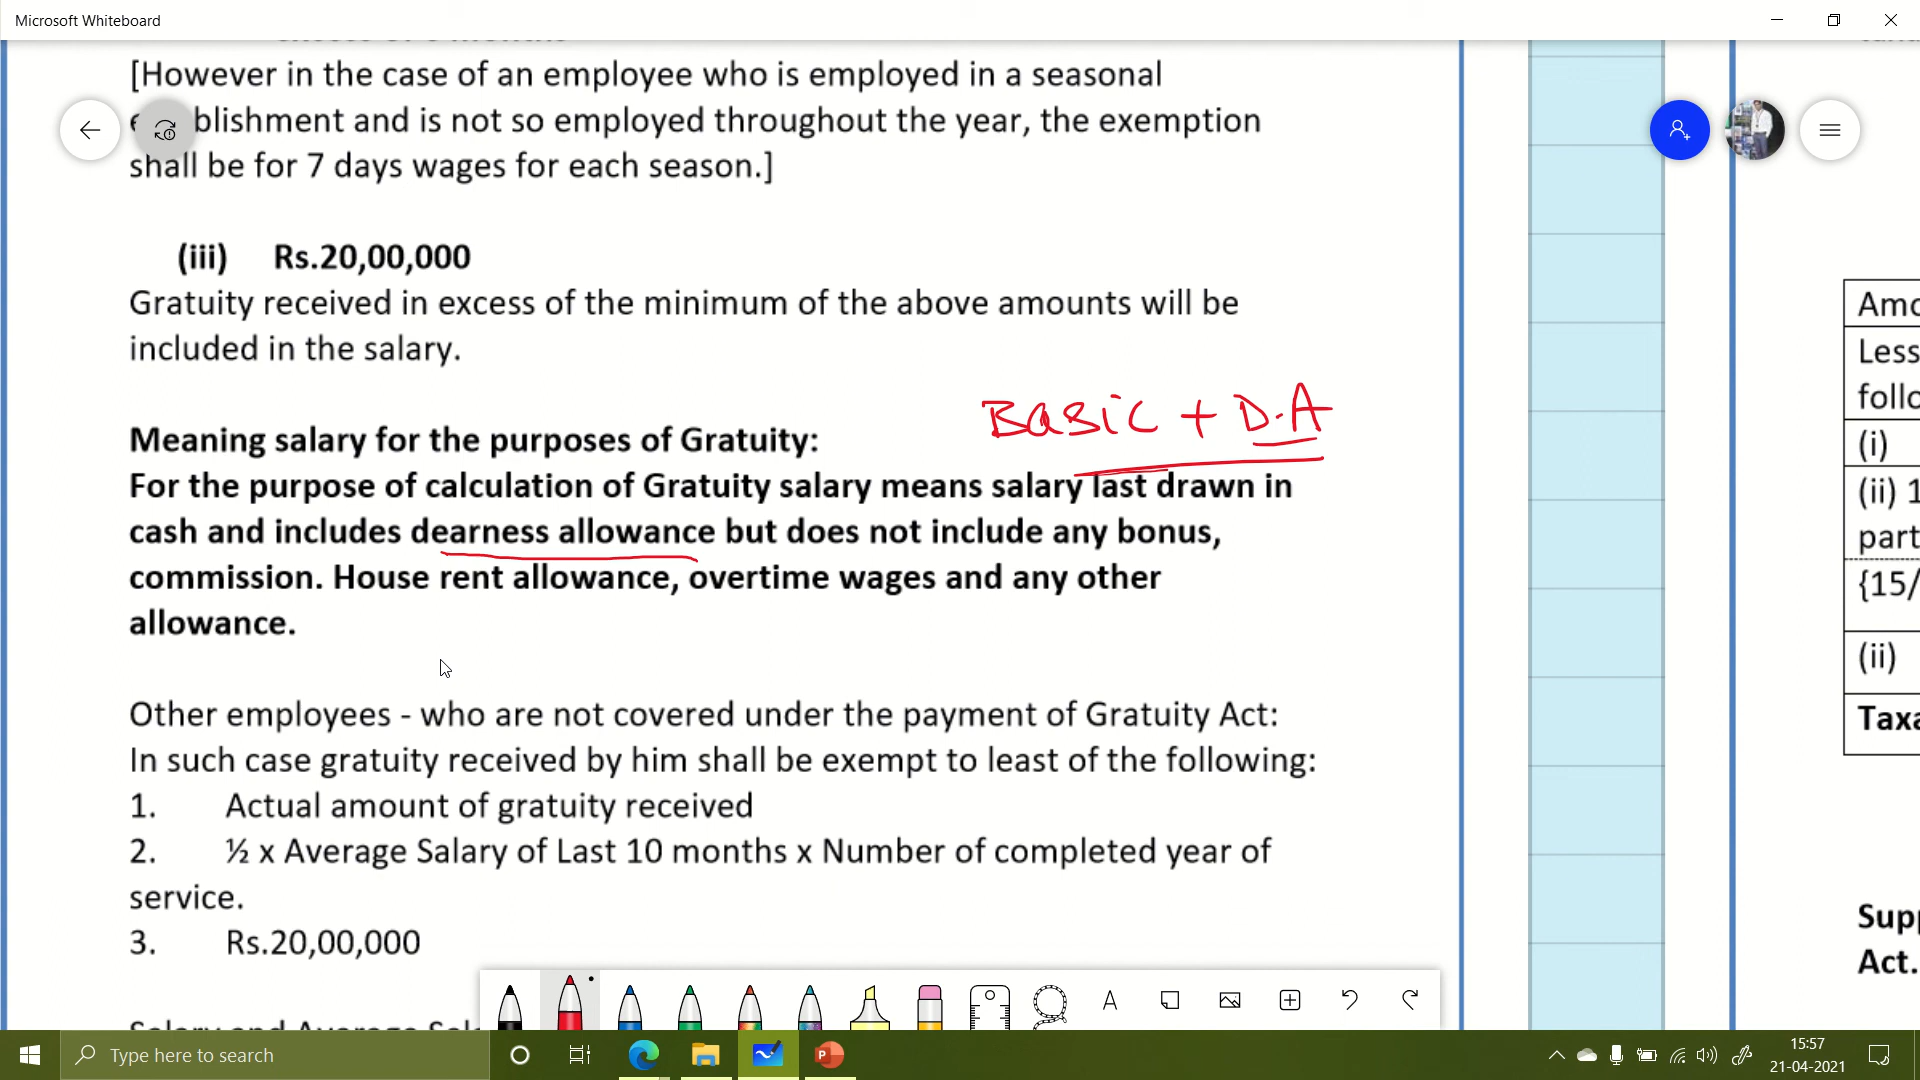 Microsoft Whiteboard
[However in the case of an employee who is employed in a seasonal
blishment and is not so employed throughout the year, the exemption
shall be for 7 days wages for each season.]
(iii) Rs.20,00,000
Gratuity received in excess of the minimum of the above amounts will be
included in the salary.
Basic + D.A
Meaning salary for the purposes of Gratuity:
For the purpose of calculation of Gratuity salary means salary last drawn in
cash and includes dearness allowance but does not include any bonus,
commission. House rent allowance, overtime wages and any other
allowance.
Other employees - who are not covered under the payment of Gratuity Act:
In such case gratuity received by him shall be exempt to least of the following:
1. Actual amount of gratuity received
2. ½ x Average Salary of Last 10 months x Number of completed year of
service.
3. Rs.20,00,000
Amo
Less
follo
(i)
(ii) 1
part
{15/
(ii)
Taxa
Supp
Act.
Type here to search
15:57
21-04-2021